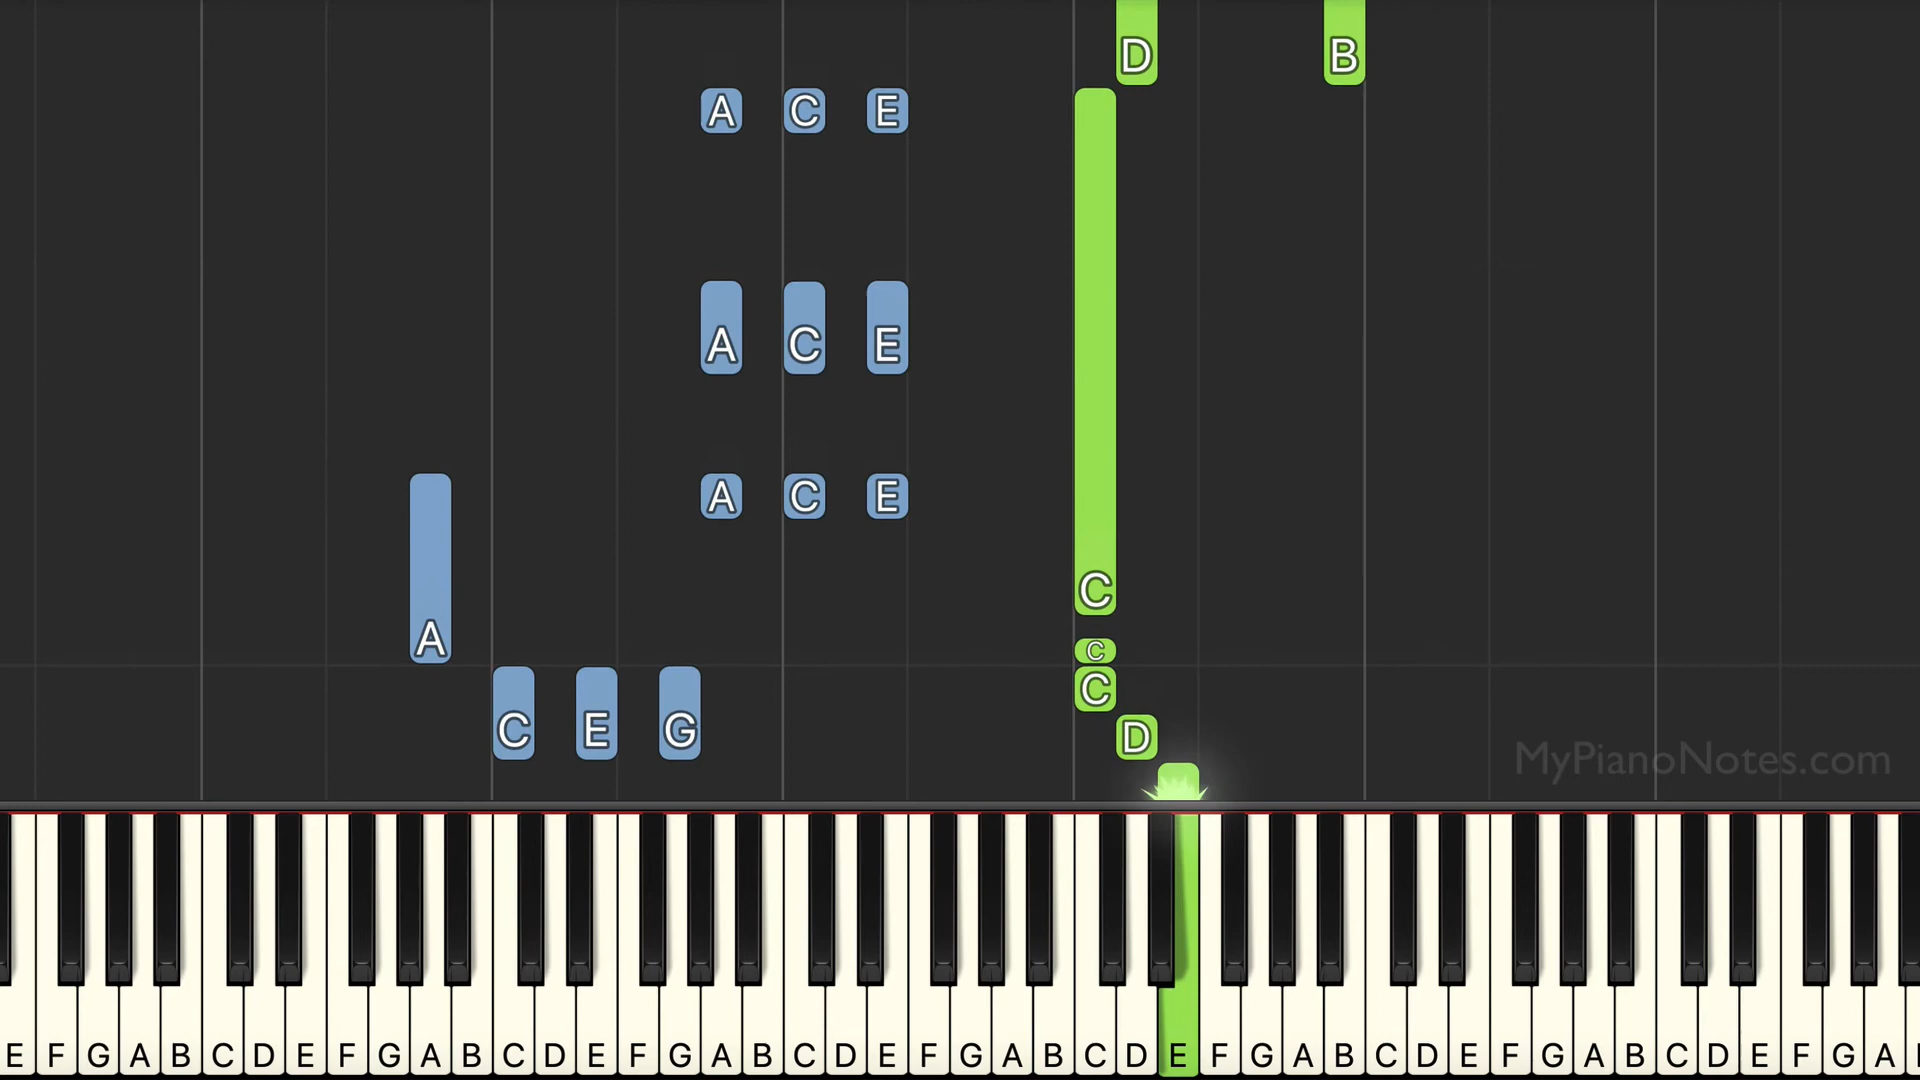 D B
A C E
A C E
A C E
C
A
C
C
C E G
D
MyPianoNotes.com
E F G A B C D E F G A B C D E F G A B C D E F G A B C D E F G A B C D E F G A B C D E F G A